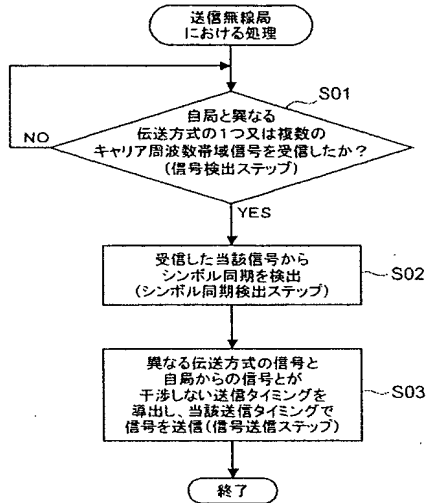 送信無線局
における処理
S01
自局と異なる
伝送方式の1つ又は複数の
キャリア周波数帯域信号を受信したか？
(信号検出ステップ)
NO
YES
受信した当該信号から
シンボル同期を検出
(シンボル同期検出ステップ)
S02
異なる伝送方式の信号と
自局からの信号とが
干渉しない送信タイミングを
導出し、当該送信タイミングで
信号を送信(信号送信ステップ)
S03
終了